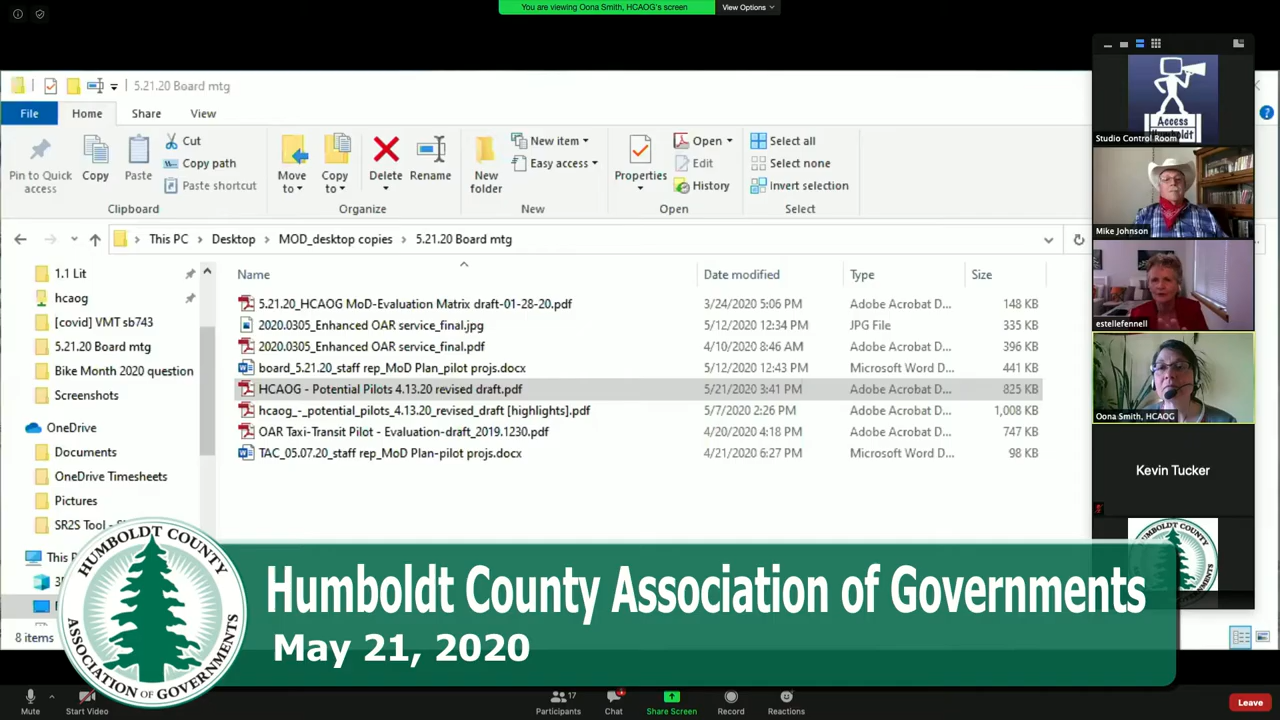 You are viewing Oona Smith, HCAOG's screen
View Options
5.21.20 Board mtg
File Home Share View
Pin to Quick access
Copy
Paste
Cut
Copy path
Paste shortcut
Clipboard
Move to
Copy to
Delete
Rename
Organize
New folder
New item
Easy access
New
Properties
Open
Edit
History
Open
Select all
Select none
Invert selection
Select
This PC > Desktop > MOD_desktop copies > 5.21.20 Board mtg
1.1 Lit
hcaog
[covid] VMT sb743
5.21.20 Board mtg
Bike Month 2020 question
Screenshots
OneDrive
Documents
OneDrive Timesheets
Pictures
SR2S Tool
This P
8 items
Name Date modified Type Size
5.21.20_HCAOG MoD-Evaluation Matrix draft-01-28-20.pdf 3/24/2020 5:06 PM Adobe Acrobat D... 148 KB
2020.0305_Enhanced OAR service_final.jpg 5/12/2020 12:34 PM JPG File 335 KB
2020.0305_Enhanced OAR service_final.pdf 4/10/2020 8:46 AM Adobe Acrobat D... 396 KB
board_5.21.20_staff rep_MoD Plan_pilot projs.docx 5/12/2020 12:43 PM Microsoft Word D... 441 KB
HCAOG - Potential Pilots 4.13.20 revised draft.pdf 5/21/2020 3:41 PM Adobe Acrobat D... 825 KB
hcaog_-_potential_pilots_4.13.20_revised_draft [highlights].pdf 5/7/2020 2:26 PM Adobe Acrobat D... 1,008 KB
OAR Taxi-Transit Pilot - Evaluation-draft_2019.1230.pdf 4/20/2020 4:18 PM Adobe Acrobat D... 747 KB
TAC_05.07.20_staff rep_MoD Plan-pilot projs.docx 4/21/2020 6:27 PM Microsoft Word D... 98 KB
Access
Studio Control Room
Mike Johnson
estellefennell
Oona Smith, HCAOG
Kevin Tucker
HUMBOLDT COUNTY
ASSOCIATION OF GOVERNMENTS
Humboldt County Association of Governments
May 21, 2020
Mute
Start Video
Participants 17
Chat
Share Screen
Record
Reactions
Leave